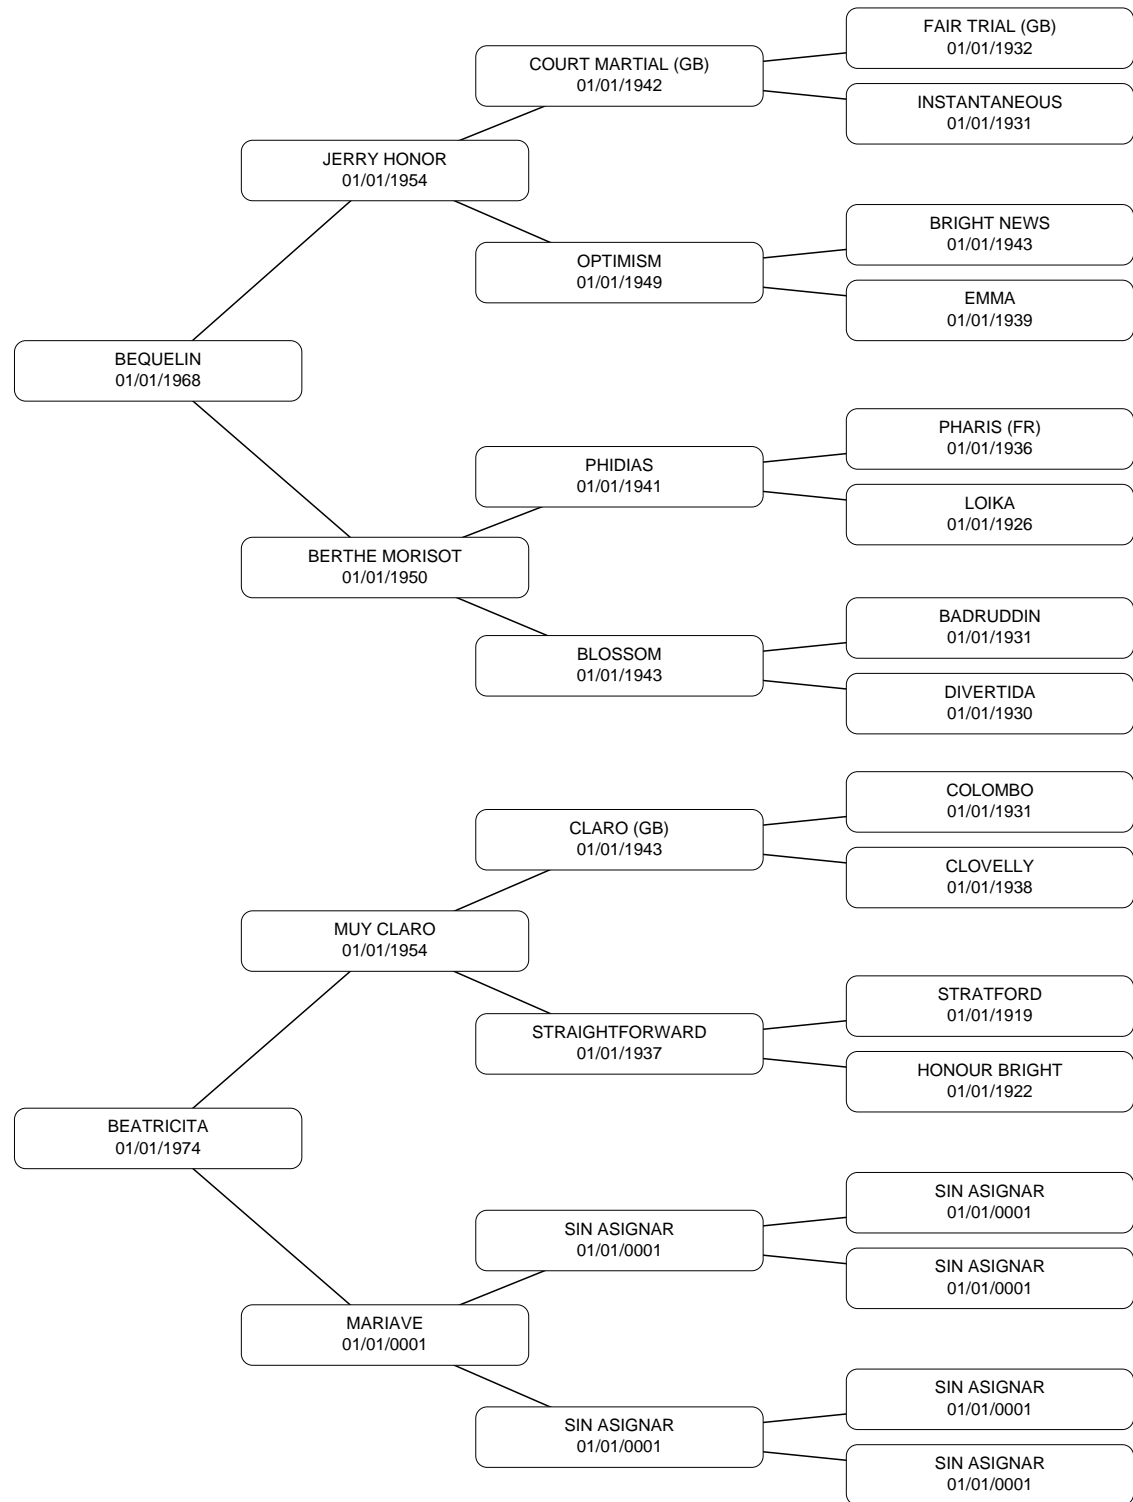 FAIR TRIAL (GB)
01/01/1932
COURT MARTIAL (GB)
01/01/1942
INSTANTANEOUS
01/01/1931
JERRY HONOR
01/01/1954
BRIGHT NEWS
01/01/1943
OPTIMISM
01/01/1949
EMMA
01/01/1939
BEQUELIN
01/01/1968
PHARIS (FR)
01/01/1936
PHIDIAS
01/01/1941
LOIKA
01/01/1926
BERTHE MORISOT
01/01/1950
BADRUDDIN
01/01/1931
BLOSSOM
01/01/1943
DIVERTIDA
01/01/1930
COLOMBO
01/01/1931
CLARO (GB)
01/01/1943
CLOVELLY
01/01/1938
MUY CLARO
01/01/1954
STRATFORD
01/01/1919
STRAIGHTFORWARD
01/01/1937
HONOUR BRIGHT
01/01/1922
BEATRICITA
01/01/1974
SIN ASIGNAR
01/01/0001
SIN ASIGNAR
01/01/0001
SIN ASIGNAR
01/01/0001
MARIAVE
01/01/0001
SIN ASIGNAR
01/01/0001
SIN ASIGNAR
01/01/0001
SIN ASIGNAR
01/01/0001